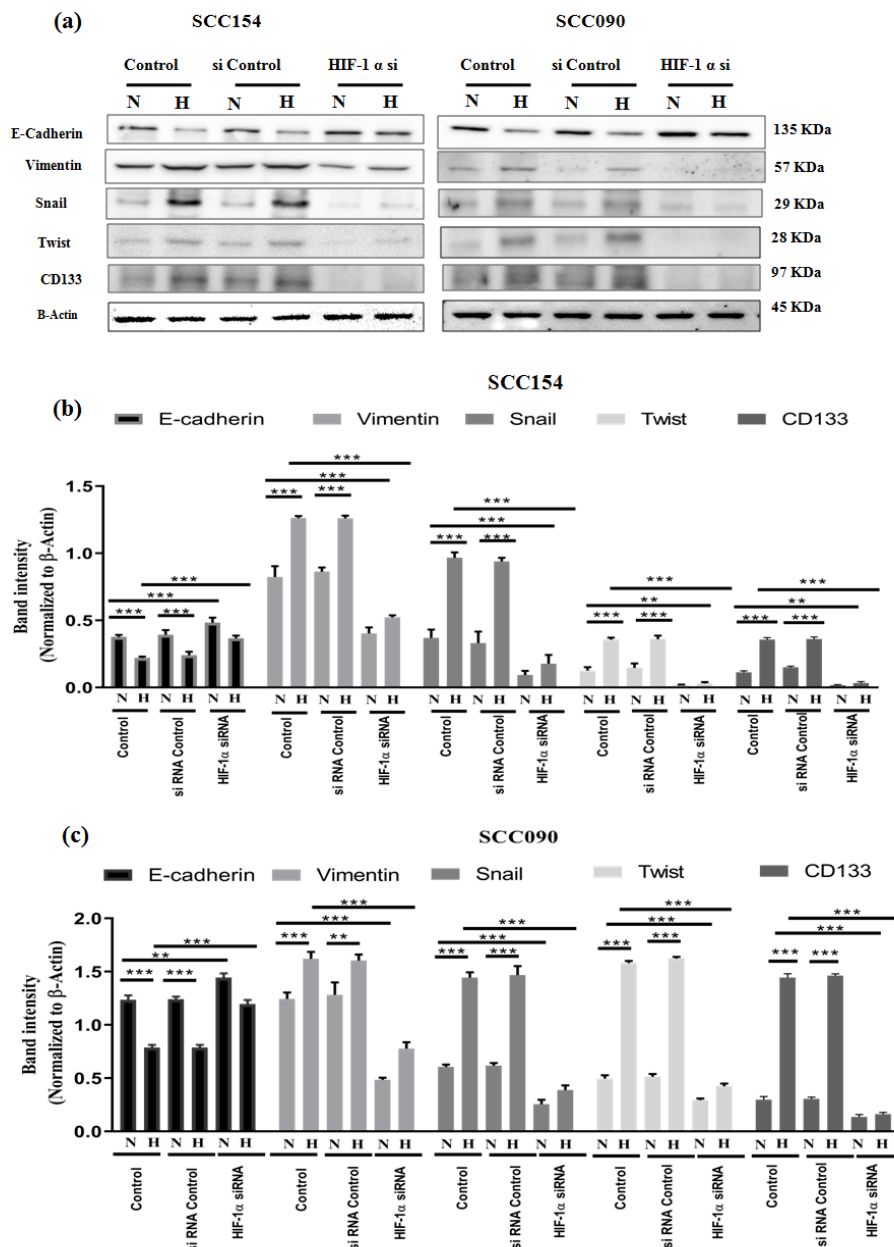 (a)
SCC154 SCC090
Control si Control HIF-1 α si Control si Control HIF-1 α si
N H N H N H N H N H N H
E-Cadherin 135 KDa
Vimentin 57 KDa
Snail 29 KDa
Twist 28 KDa
CD133 97 KDa
B-Actin 45 KDa
SCC154
(b)
E-cadherin Vimentin Snail Twist CD133
Band intensity
(Normalized to β-Actin)
1.5
1.0
0.5
0.0
*** *** *** ***
*** *** *** ***
*** *** *** ***
*** ** *** ***
*** ** *** ***
N H N H N H N H N H N H N H N H N H N H N H N H N H N H N H
Control si RNA Control HIF-1α siRNA Control si RNA Control HIF-1α siRNA Control si RNA Control HIF-1α siRNA Control si RNA Control HIF-1α siRNA Control si RNA Control HIF-1α siRNA
(c)
SCC090
E-cadherin Vimentin Snail Twist CD133
Band intensity
(Normalized to β-Actin)
2.0
1.5
1.0
0.5
0.0
*** ** *** ***
*** *** *** **
*** *** *** ***
*** *** *** ***
*** *** *** ***
N H N H N H N H N H N H N H N H N H N H N H N H N H N H N H
Control si RNA Control HIF-1α siRNA Control si RNA Control HIF-1α siRNA Control si RNA Control HIF-1α siRNA Control si RNA Control HIF-1α siRNA Control si RNA Control HIF-1α siRNA